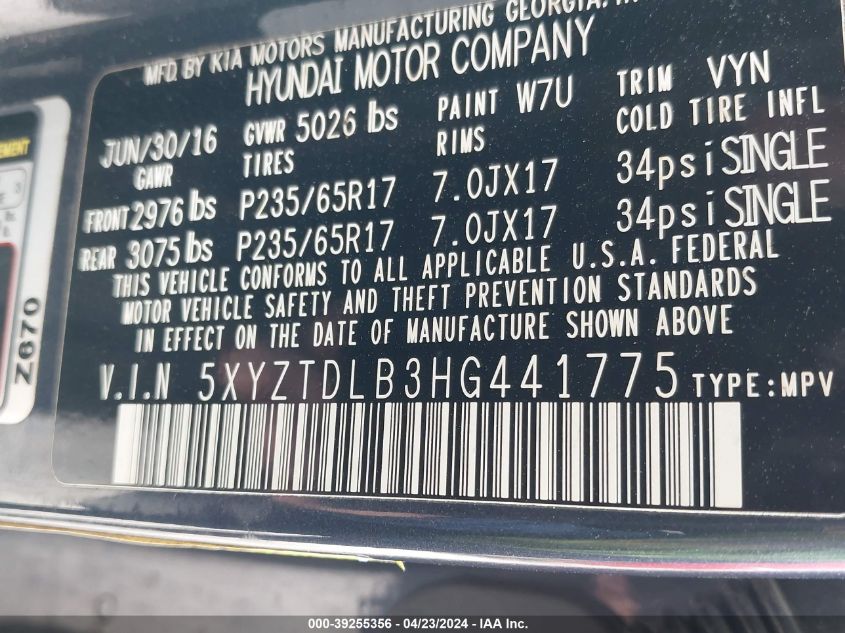 MFD. BY KIA MOTORS MANUFACTURING GEORGIA,
HYUNDAI MOTOR COMPANY
JUN/30/16 GVWR 5026 lbs PAINT W7U TRIM VYN
GAWR TIRES RIMS COLD TIRE INFL
FRONT 2976 lbs P235/65R17 7.0JX17 34psi SINGLE
REAR 3075 lbs P235/65R17 7.0JX17 34psi SINGLE
THIS VEHICLE CONFORMS TO ALL APPLICABLE U.S.A. FEDERAL
MOTOR VEHICLE SAFETY AND THEFT PREVENTION STANDARDS
IN EFFECT ON THE DATE OF MANUFACTURE SHOWN ABOVE
V.I.N 5XYZTDLB3HG441775 TYPE:MPV
Z670
000-39255356 - 04/23/2024 - IAA Inc.